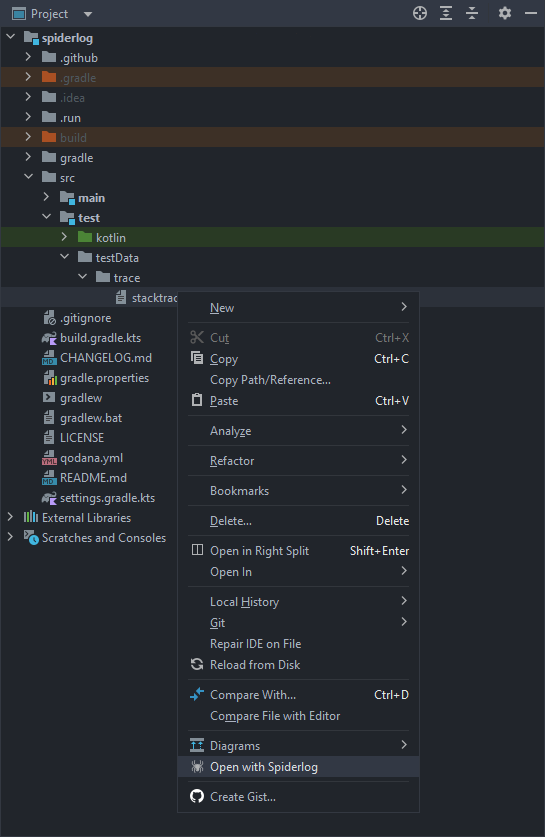 Project
spiderlog
.github
.gradle
.idea
.run
build
gradle
src
main
test
kotlin
testData
trace
stacktrac
New
.gitignore
Cut Ctrl+X
build.gradle.kts
Copy Ctrl+C
CHANGELOG.md
Copy Path/Reference...
gradle.properties
Paste Ctrl+V
gradlew
gradlew.bat
Analyze
LICENSE
qodana.yml
Refactor
README.md
Bookmarks
settings.gradle.kts
External Libraries
Delete... Delete
Scratches and Consoles
Open in Right Split Shift+Enter
Open In
Local History
Git
Repair IDE on File
Reload from Disk
Compare With... Ctrl+D
Compare File with Editor
Diagrams
Open with Spiderlog
Create Gist...